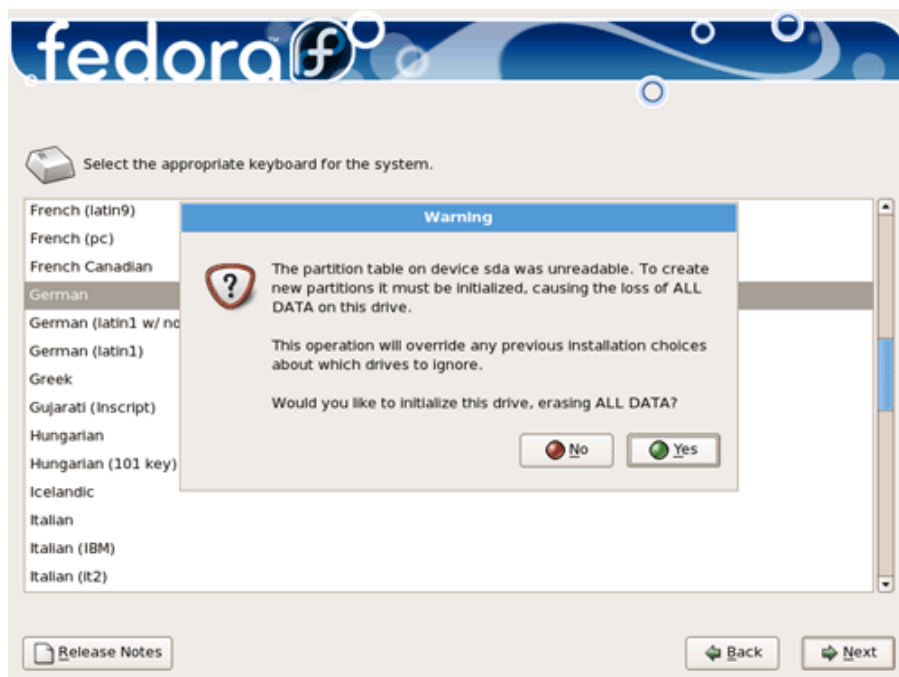 fedora™
Select the appropriate keyboard for the system.
French (latin9)
French (pc)
French Canadian
German
German (latin1 w/ no
German (latin1)
Greek
Gujarati (Inscript)
Hungarian
Hungarian (101 key)
Icelandic
Italian
Italian (IBM)
Italian (it2)
Warning
The partition table on device sda was unreadable. To create
new partitions it must be initialized, causing the loss of ALL
DATA on this drive.
This operation will override any previous installation choices
about which drives to ignore.
Would you like to initialize this drive, erasing ALL DATA?
No
Yes
Release Notes
Back
Next